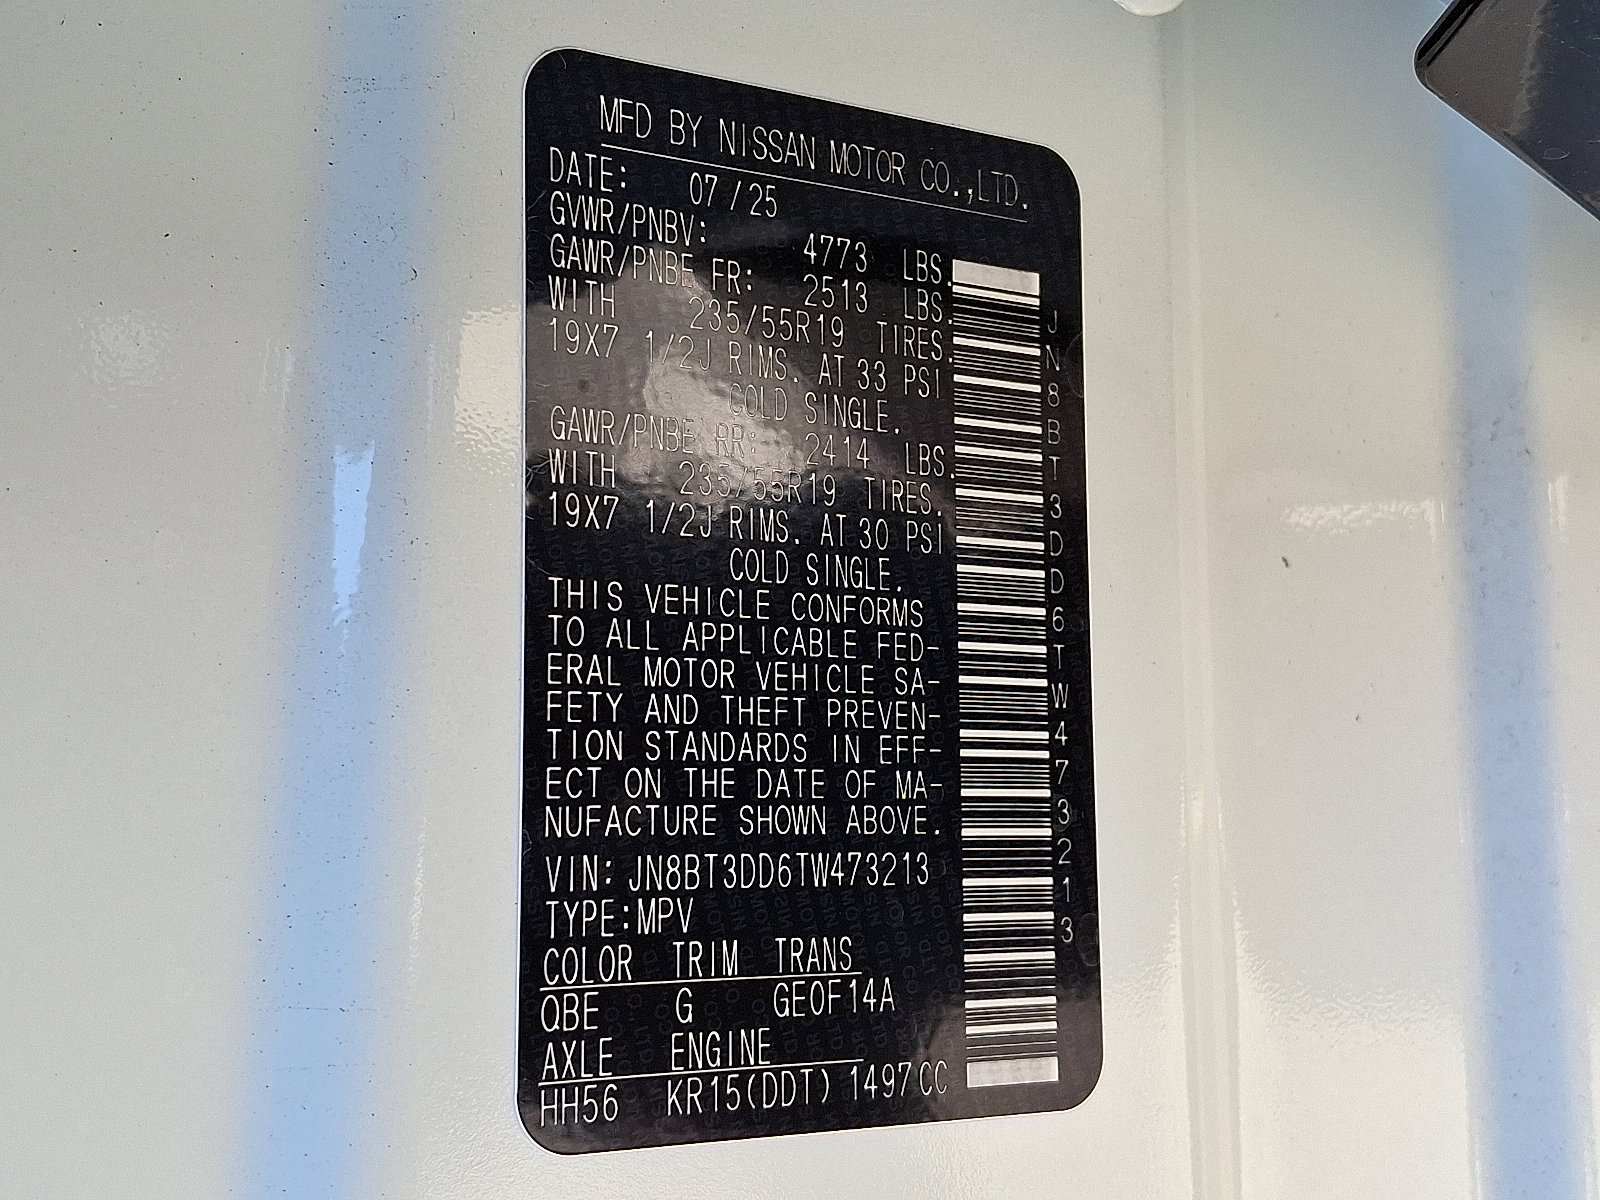 MFD BY NISSAN MOTOR CO.,LTD.
DATE: 07/25
GVWR/PNBV: 4773 LBS.
GAWR/PNBE FR: 2513 LBS.
WITH 235/55R19 TIRES.
19X7 1/2J RIMS. AT 33 PSI
COLD SINGLE.
GAWR/PNBE RR: 2414 LBS.
WITH 235/55R19 TIRES.
19X7 1/2J RIMS. AT 30 PSI
COLD SINGLE.
THIS VEHICLE CONFORMS
TO ALL APPLICABLE FED-
ERAL MOTOR VEHICLE SA-
FETY AND THEFT PREVEN-
TION STANDARDS IN EFF-
ECT ON THE DATE OF MA-
NUFACTURE SHOWN ABOVE.
VIN: JN8BT3DD6TW473213
TYPE:MPV
COLOR TRIM TRANS
QBE G GE0F14A
AXLE ENGINE
HH56 KR15(DDT) 1497CC
JN8BT3DD6TW473213